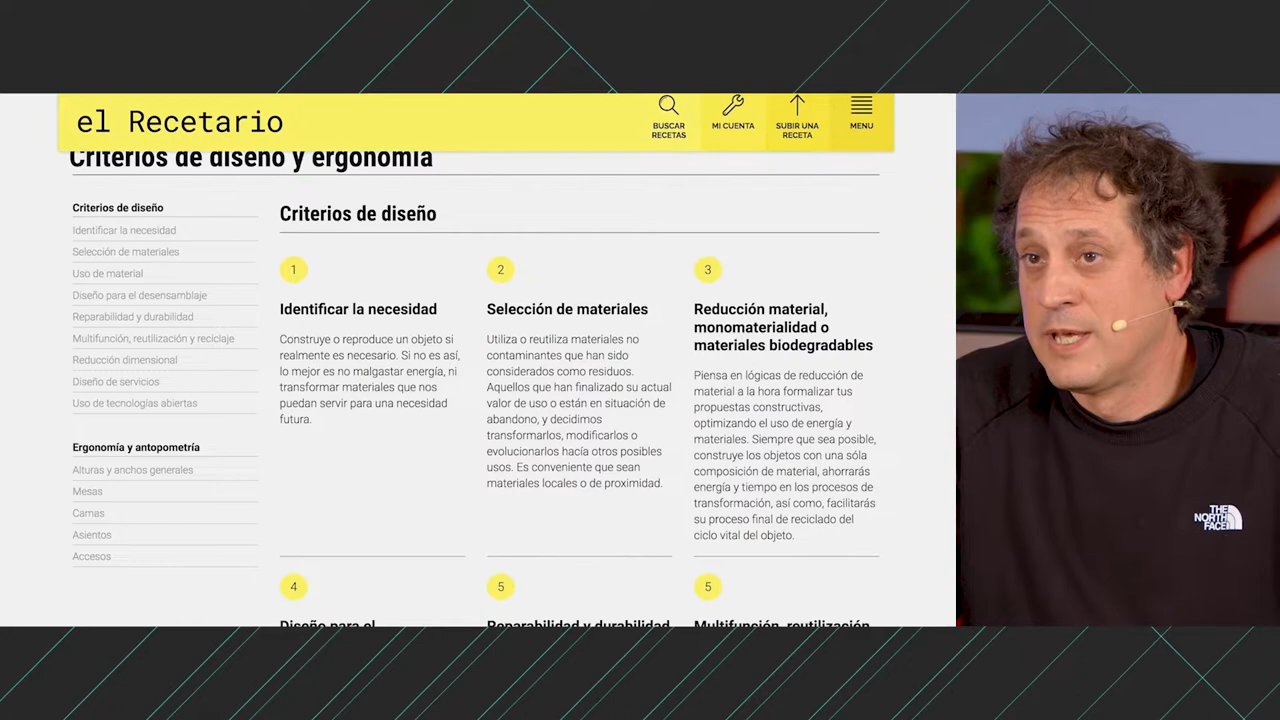 el Recetario
BUSCAR
RECETAS
MI CUENTA
SUBIR UNA
RECETA
MENU
Criterios de diseño y ergonomía
Criterios de diseño
Identificar la necesidad
Selección de materiales
Uso de material
Diseño para el desensamblaje
Reparabilidad y durabilidad
Multifunción, reutilización y reciclaje
Reducción dimensional
Diseño de servicios
Uso de tecnologías abiertas
Ergonomía y antopometría
Alturas y anchos generales
Mesas
Camas
Asientos
Accesos
Criterios de diseño
1
Identificar la necesidad
Construye o reproduce un objeto si
realmente es necesario. Si no es así,
lo mejor es no malgastar energía, ni
transformar materiales que nos
puedan servir para una necesidad
futura.
2
Selección de materiales
Utiliza o reutiliza materiales no
contaminantes que han sido
considerados como residuos.
Aquellos que han finalizado su actual
valor de uso o están en situación de
abandono, y decidimos
transformarlos, modificarlos o
evolucionarlos hacía otros posibles
usos. Es conveniente que sean
materiales locales o de proximidad.
3
Reducción material,
monomaterialidad o
materiales biodegradables
Piensa en lógicas de reducción de
material a la hora formalizar tus
propuestas constructivas,
optimizando el uso de energía y
materiales. Siempre que sea posible,
construye los objetos con una sóla
composición de material, ahorrarás
energía y tiempo en los procesos de
transformación, así como, facilitarás
su proceso final de reciclado del
ciclo vital del objeto.
4
Diseño para el
5
Reparabilidad y durabilidad
5
Multifunción, reutilización
THE
NORTH
FACE